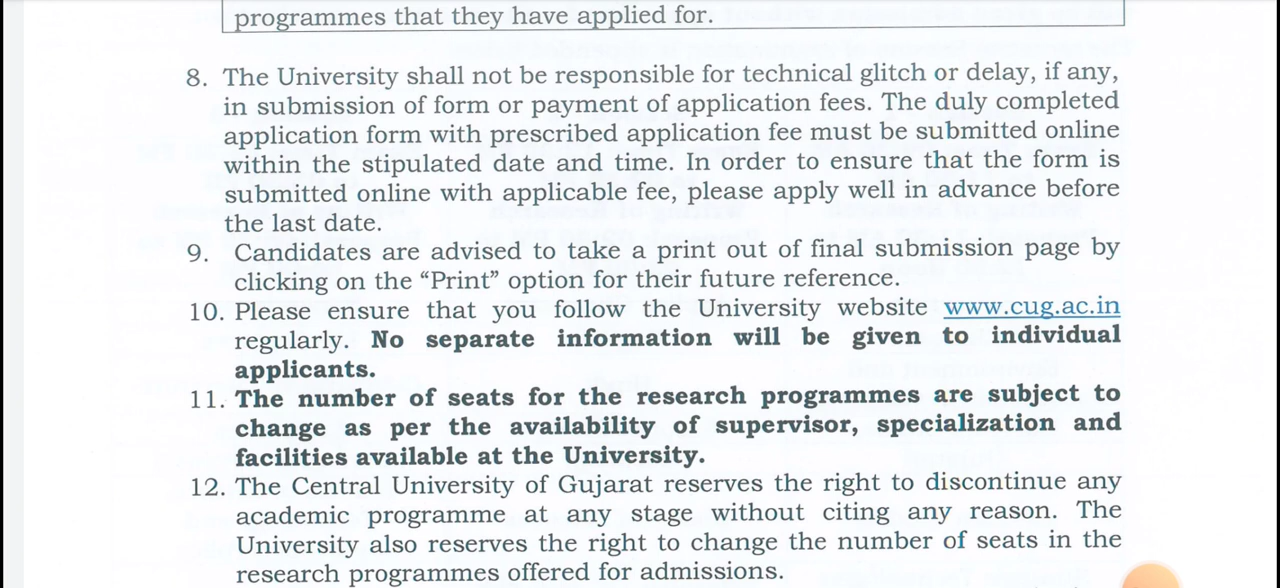 programmes that they have applied for.
8. The University shall not be responsible for technical glitch or delay, if any,
in submission of form or payment of application fees. The duly completed
application form with prescribed application fee must be submitted online
within the stipulated date and time. In order to ensure that the form is
submitted online with applicable fee, please apply well in advance before
the last date.
9. Candidates are advised to take a print out of final submission page by
clicking on the “Print” option for their future reference.
10. Please ensure that you follow the University website www.cug.ac.in
regularly. No separate information will be given to individual
applicants.
11. The number of seats for the research programmes are subject to
change as per the availability of supervisor, specialization and
facilities available at the University.
12. The Central University of Gujarat reserves the right to discontinue any
academic programme at any stage without citing any reason. The
University also reserves the right to change the number of seats in the
research programmes offered for admissions.